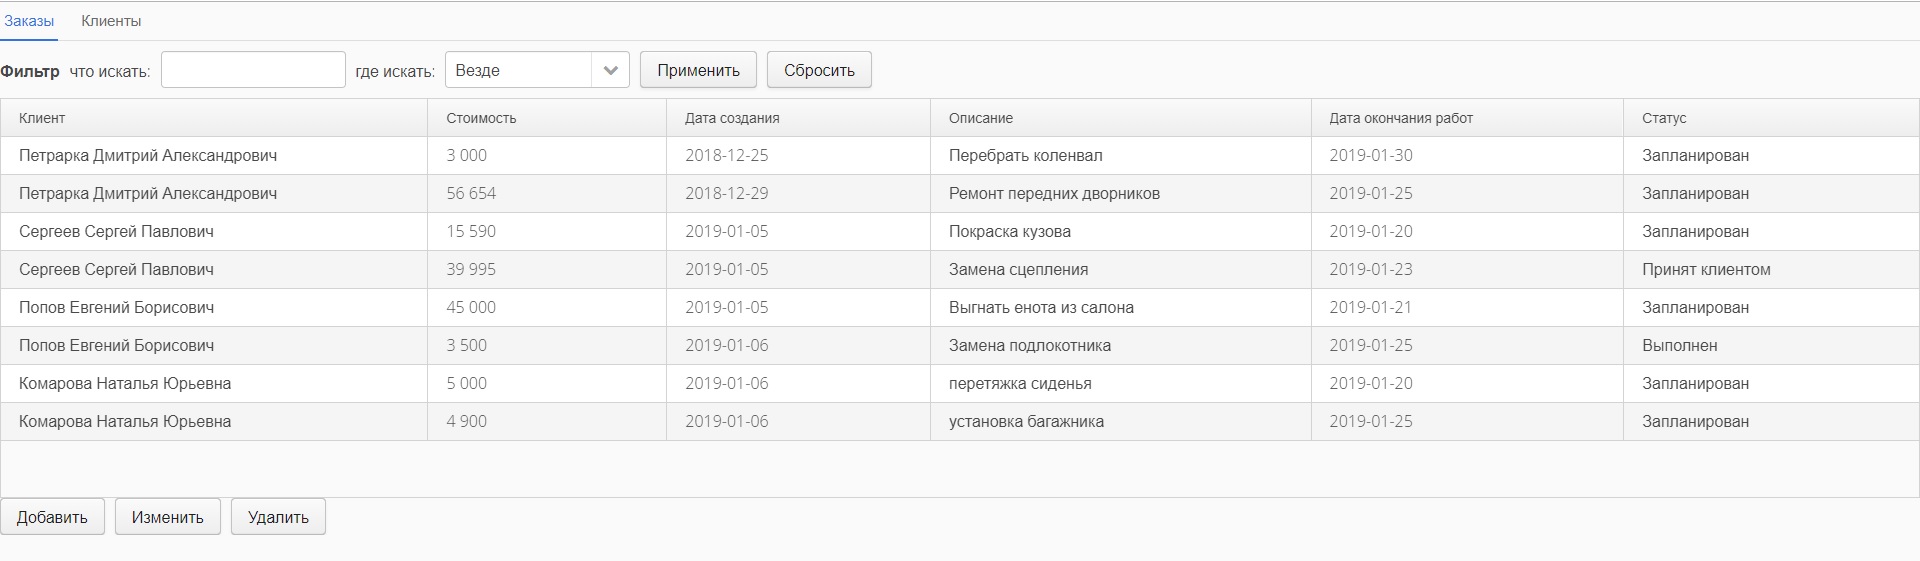 Заказы Клиенты
Фильтр что искать: где искать: Везде Применить Сбросить
Клиент Стоимость Дата создания Описание Дата окончания работ Статус
Петрарка Дмитрий Александрович 3 000 2018-12-25 Перебрать коленвал 2019-01-30 Запланирован
Петрарка Дмитрий Александрович 56 654 2018-12-29 Ремонт передних дворников 2019-01-25 Запланирован
Сергеев Сергей Павлович 15 590 2019-01-05 Покраска кузова 2019-01-20 Запланирован
Сергеев Сергей Павлович 39 995 2019-01-05 Замена сцепления 2019-01-23 Принят клиентом
Попов Евгений Борисович 45 000 2019-01-05 Выгнать енота из салона 2019-01-21 Запланирован
Попов Евгений Борисович 3 500 2019-01-06 Замена подлокотника 2019-01-25 Выполнен
Комарова Наталья Юрьевна 5 000 2019-01-06 перетяжка сиденья 2019-01-20 Запланирован
Комарова Наталья Юрьевна 4 900 2019-01-06 установка багажника 2019-01-25 Запланирован
Добавить Изменить Удалить